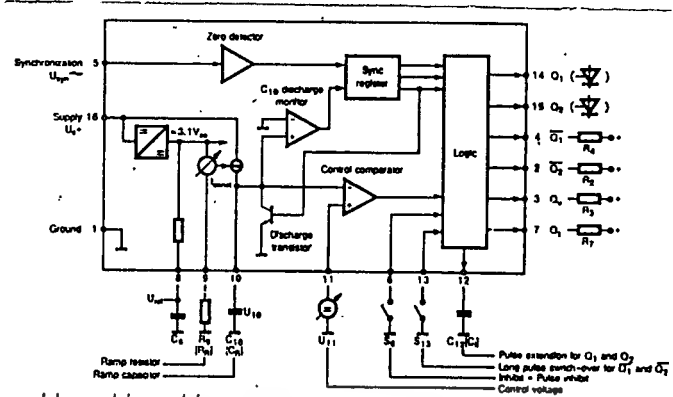 Zero detector
Synchronization 5
U_syn ~
Sync register
14 Q1
C10 discharge monitor
15 Q2
Supply 16
U_s+
≈3.1V
4 Q̅1̅ R4
Control comparator
Logic
2 Q̅2̅ R2
3 R3
Ground 1
Discharge transistor
7 R7
8 9 10 11 6 13 12
U_ref
U10
C8 R9 (R_R) C10 (C_R) U11 S6 S13 C12
Ramp resistor
Ramp capacitor
Pulse extension for Q1 and Q2
Long pulse switch-over for Q̅1̅ and Q̅2̅
Inhibit = Pulse inhibit
Control voltage